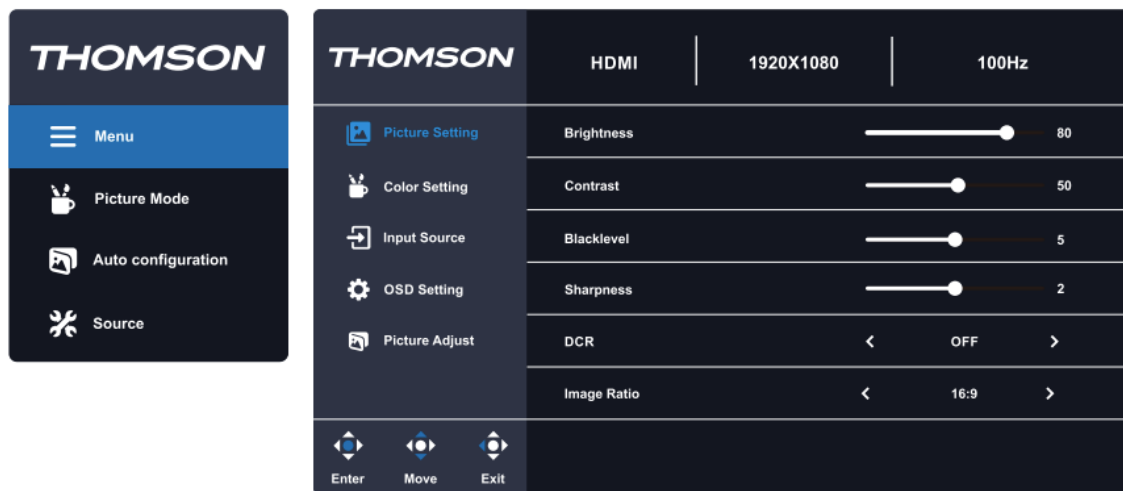 THOMSON
Menu
Picture Mode
Auto configuration
Source
THOMSON
HDMI 1920X1080 100Hz
Picture Setting
Color Setting
Input Source
OSD Setting
Picture Adjust
Brightness 80
Contrast 50
Blacklevel 5
Sharpness 2
DCR OFF
Image Ratio 16:9
Enter Move Exit